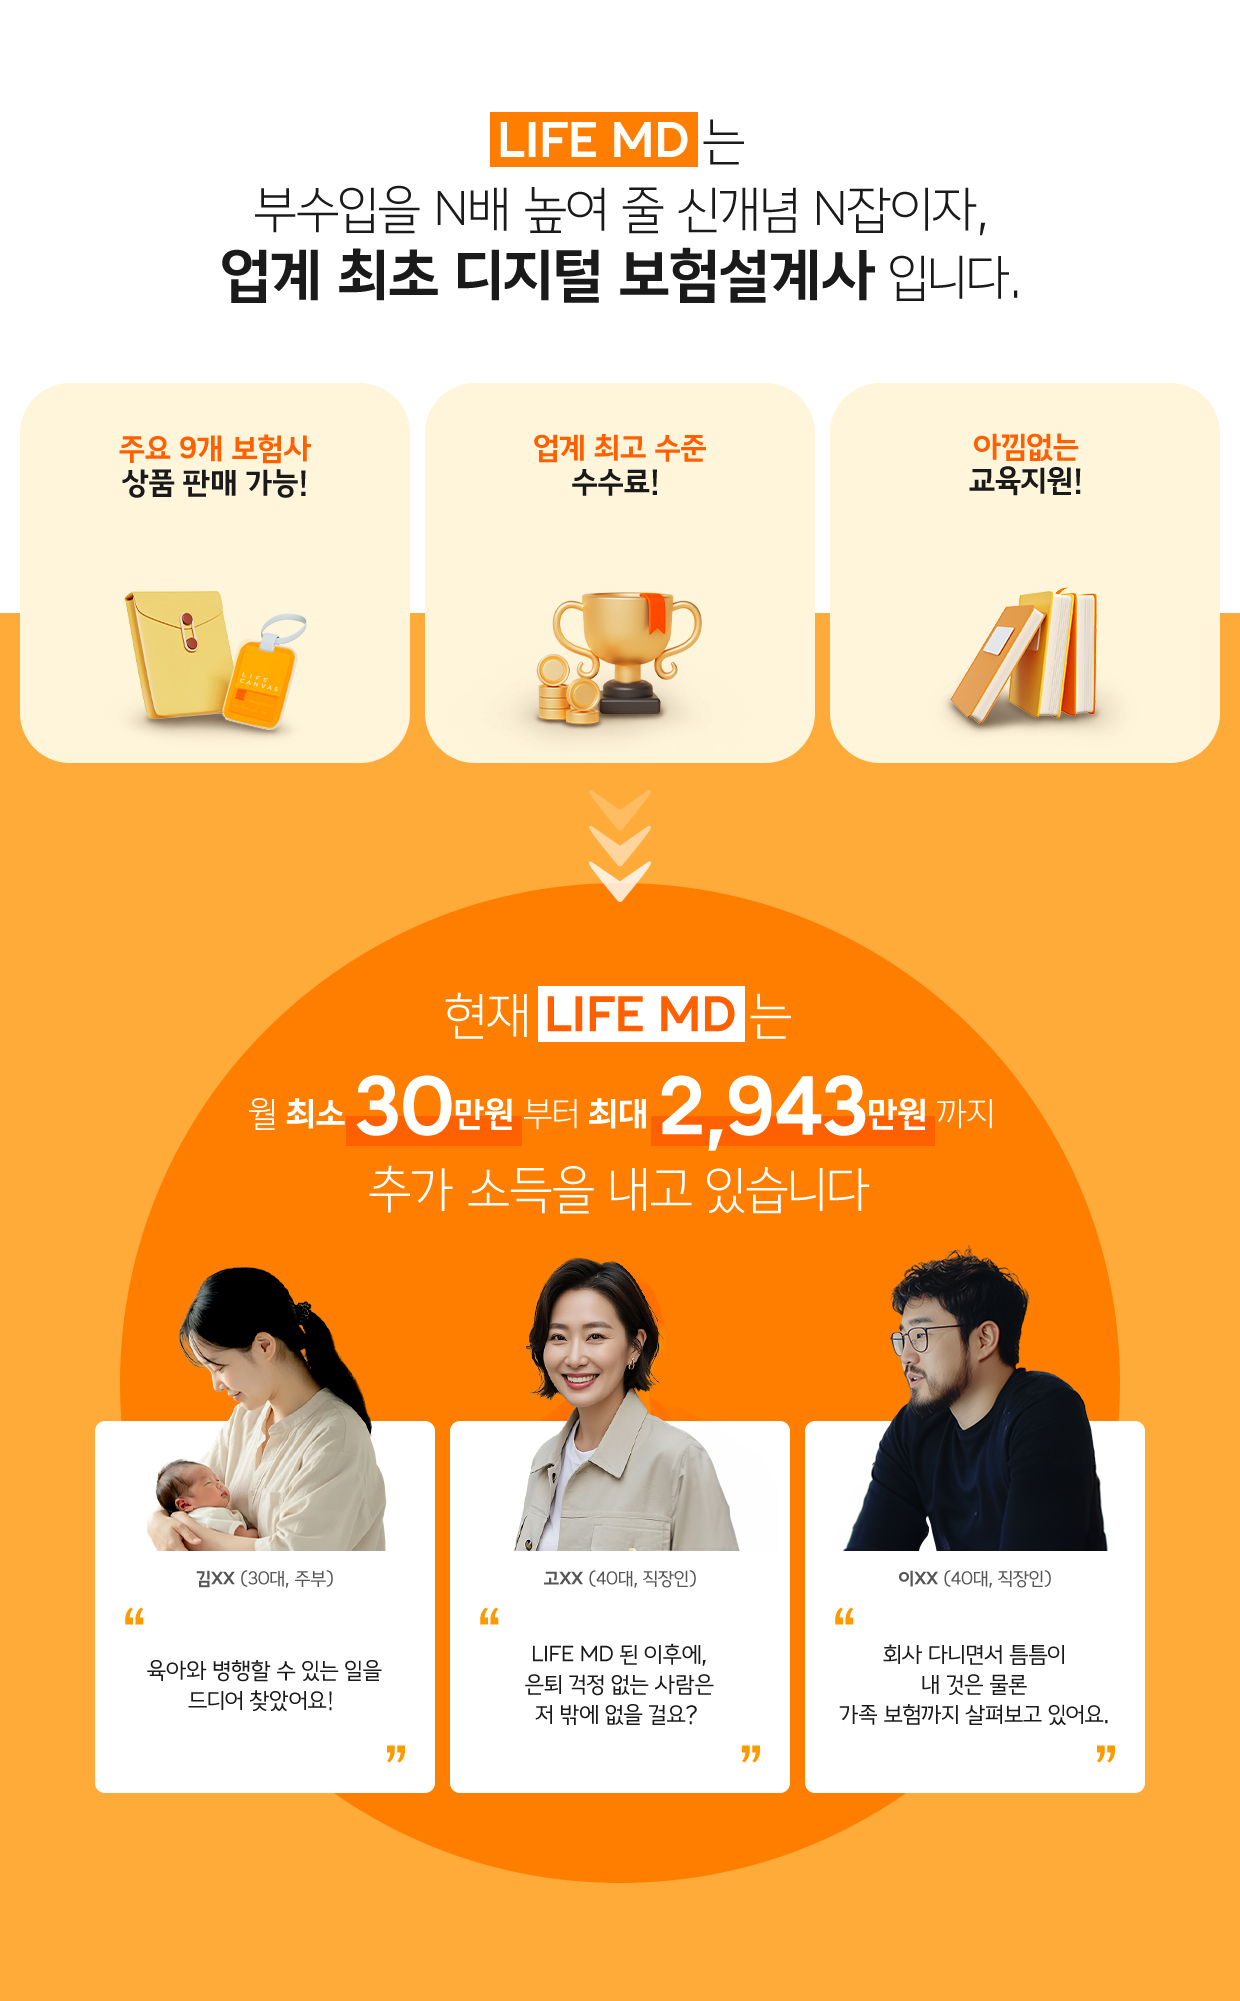 LIFE MD는
부수입을 N배 높여 줄 신개념 N잡이자,
업계 최초 디지털 보험설계사 입니다.
주요 9개 보험사
상품 판매 가능!
업계 최고 수준
수수료!
아낌없는
교육지원!
LIFE
CANVAS
현재 LIFE MD는
월 최소 30만원 부터 최대 2,943만원 까지
추가 소득을 내고 있습니다
김XX (30대, 주부)
“
육아와 병행할 수 있는 일을
드디어 찾았어요!
”
고XX (40대, 직장인)
“
LIFE MD 된 이후에,
은퇴 걱정 없는 사람은
저 밖에 없을 걸요?
”
이XX (40대, 직장인)
“
회사 다니면서 틈틈이
내 것은 물론
가족 보험까지 살펴보고 있어요.
”